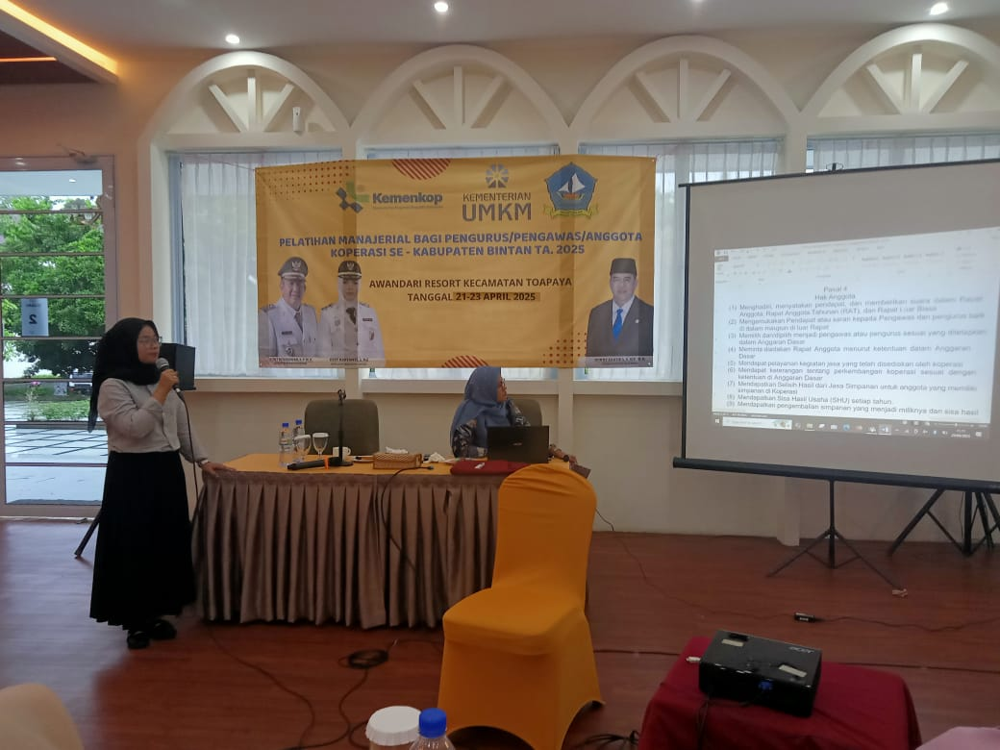 Kemenkop
KEMENTERIAN
UMKM
PELATIHAN MANAJERIAL BAGI PENGURUS/PENGAWAS/ANGGOTA
KOPERASI SE - KABUPATEN BINTAN TA. 2025
AWANDARI RESORT KECAMATAN TOAPAYA
TANGGAL 21-23 APRIL 2025
2
Pasal 4
Hak Anggota
(1) Menghadiri, menyatakan pendapat, dan memberikan suara dalam Rapat
Anggota, Rapat Anggota Tahunan (RAT), dan Rapat Luar Biasa
(2) Mengemukakan Pendapat atau saran kepada Pengawas dan pengurus baik
di dalam maupun di luar Rapat
(3) Memilih dan/dipilih menjadi pengawas atau pengurus sesuai yang ditetapkan
dalam Anggaran Dasar
(4) Meminta diadakan Rapat Anggota menurut ketentuan dalam Anggaran
Dasar
(5) Mendapat pelayanan kegiatan jasa yang telah disediakan oleh koperasi
(6) Mendapat keterangan tentang perkembangan koperasi sesuai dengan
ketentuan di Anggaran Dasar
(7) Mendapatkan Selisih Hasil dari Jasa Simpanan untuk anggota yang memiliki
simpanan di Koperasi
(8) Mendapatkan Sisa Hasil Usaha (SHU) setiap tahun.
(9) Mendapatkan pengembalian simpanan yang menjadi miliknya dan sisa hasil
acer